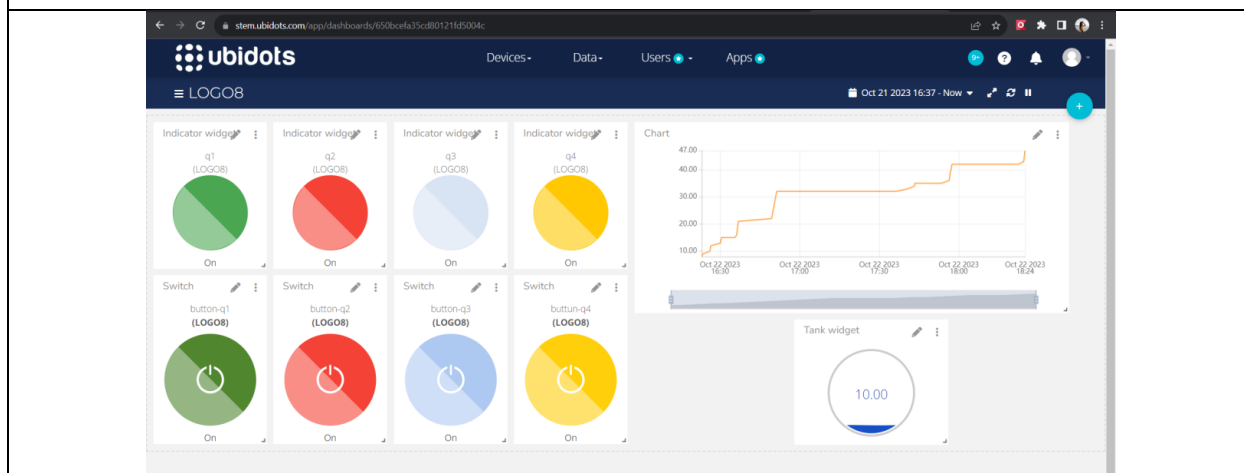 stem.ubidots.com/app/dashboards/650bcefa35cd80121fd5004c
ubidots
Devices
Data
Users
Apps
9+
?
LOGO8
Oct 21 2023 16:37 - Now
+
Indicator widget
q1
(LOGO8)
On
Indicator widget
q2
(LOGO8)
On
Indicator widget
q3
(LOGO8)
On
Indicator widget
q4
(LOGO8)
On
Chart
47.00
40.00
30.00
20.00
10.00
Oct 22 2023
16:30
Oct 22 2023
17:00
Oct 22 2023
17:30
Oct 22 2023
18:00
Oct 22 2023
18:24
Switch
button-q1
(LOGO8)
On
Switch
button-q2
(LOGO8)
On
Switch
button-q3
(LOGO8)
On
Switch
buttun-q4
(LOGO8)
On
Tank widget
10.00